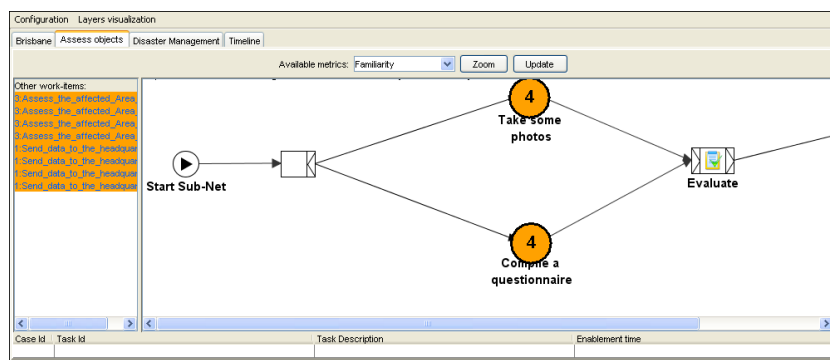 Configuration Layers visualization
Brisbane Assess objects Disaster Management Timeline
Available metrics: Familiarity Zoom Update
Other work-items:
3:Assess_the_affected_Area_
3:Assess_the_affected_Area_
3:Assess_the_affected_Area_
3:Assess_the_affected_Area_
1:Send_data_to_the_headquar
1:Send_data_to_the_headquar
1:Send_data_to_the_headquar
1:Send_data_to_the_headquar
4
Take some
photos
Start Sub-Net
Evaluate
4
Compile a
questionnaire
Case Id Task Id Task Description Enablement time